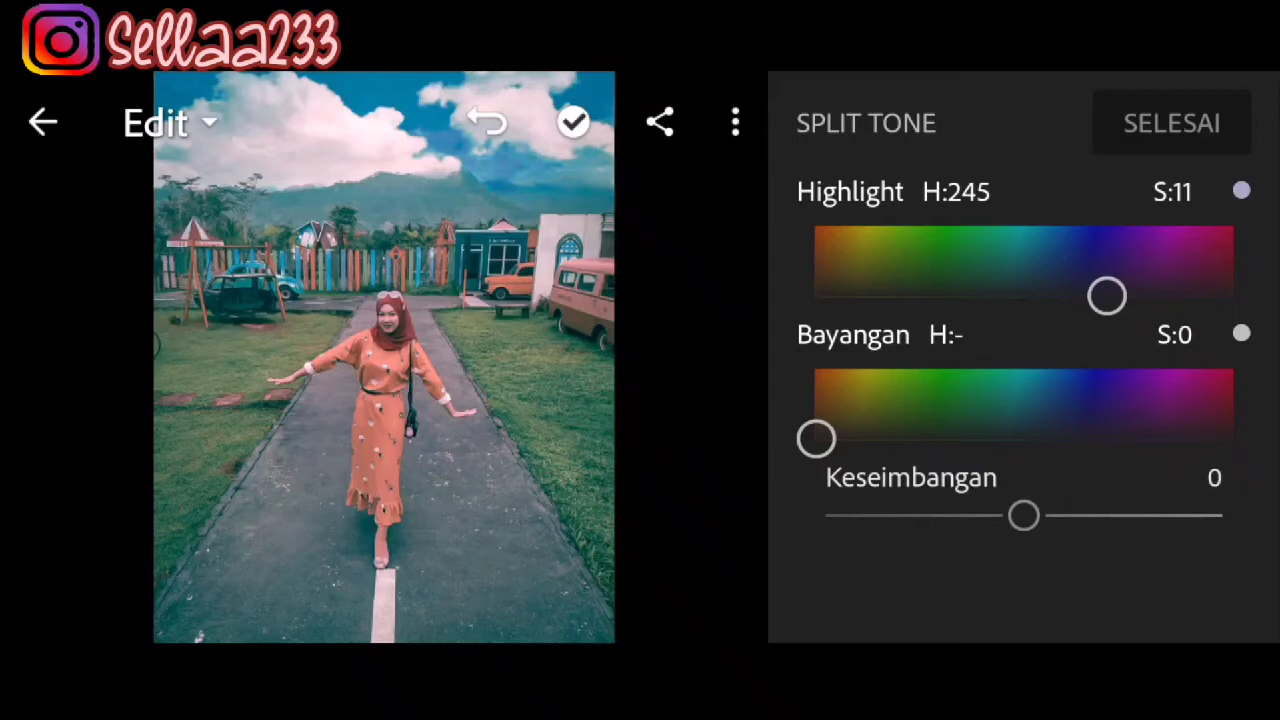 sellaa233
Edit
SPLIT TONE
SELESAI
Highlight H:245 S:11
Bayangan H:- S:0
Keseimbangan 0